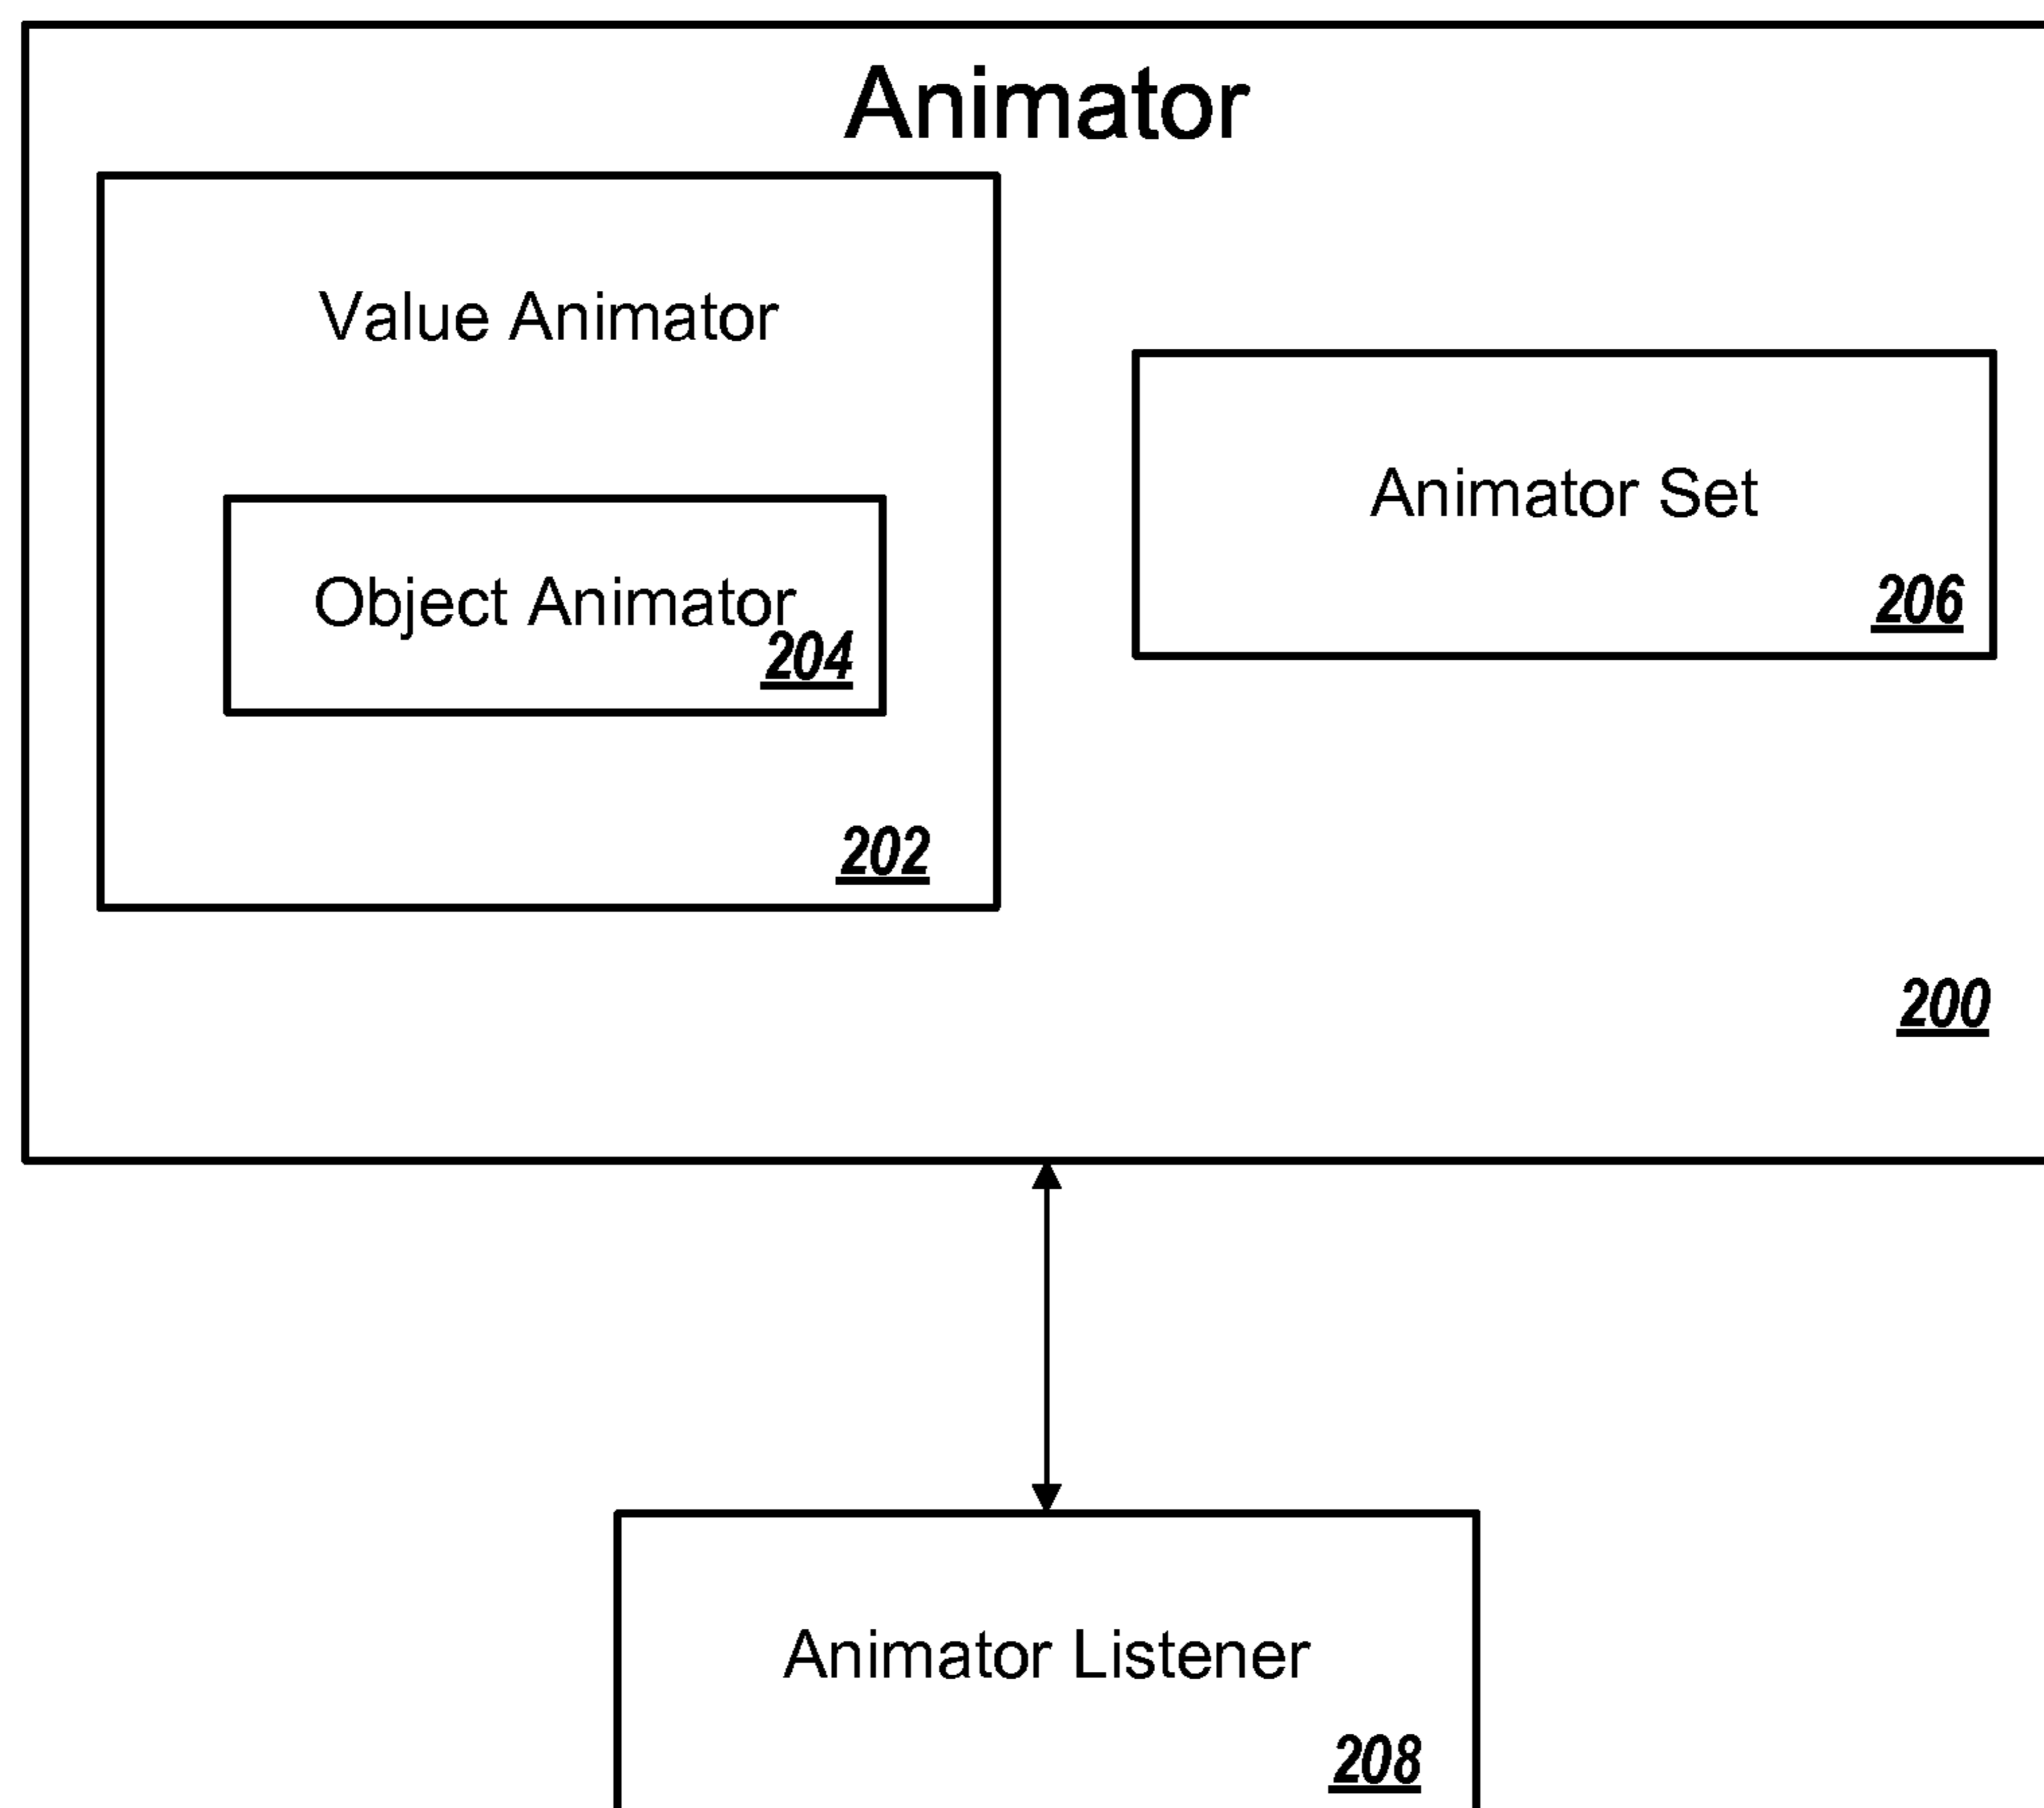 Animator
Value Animator
Object Animator
204
202
Animator Set
206
200
Animator Listener
208